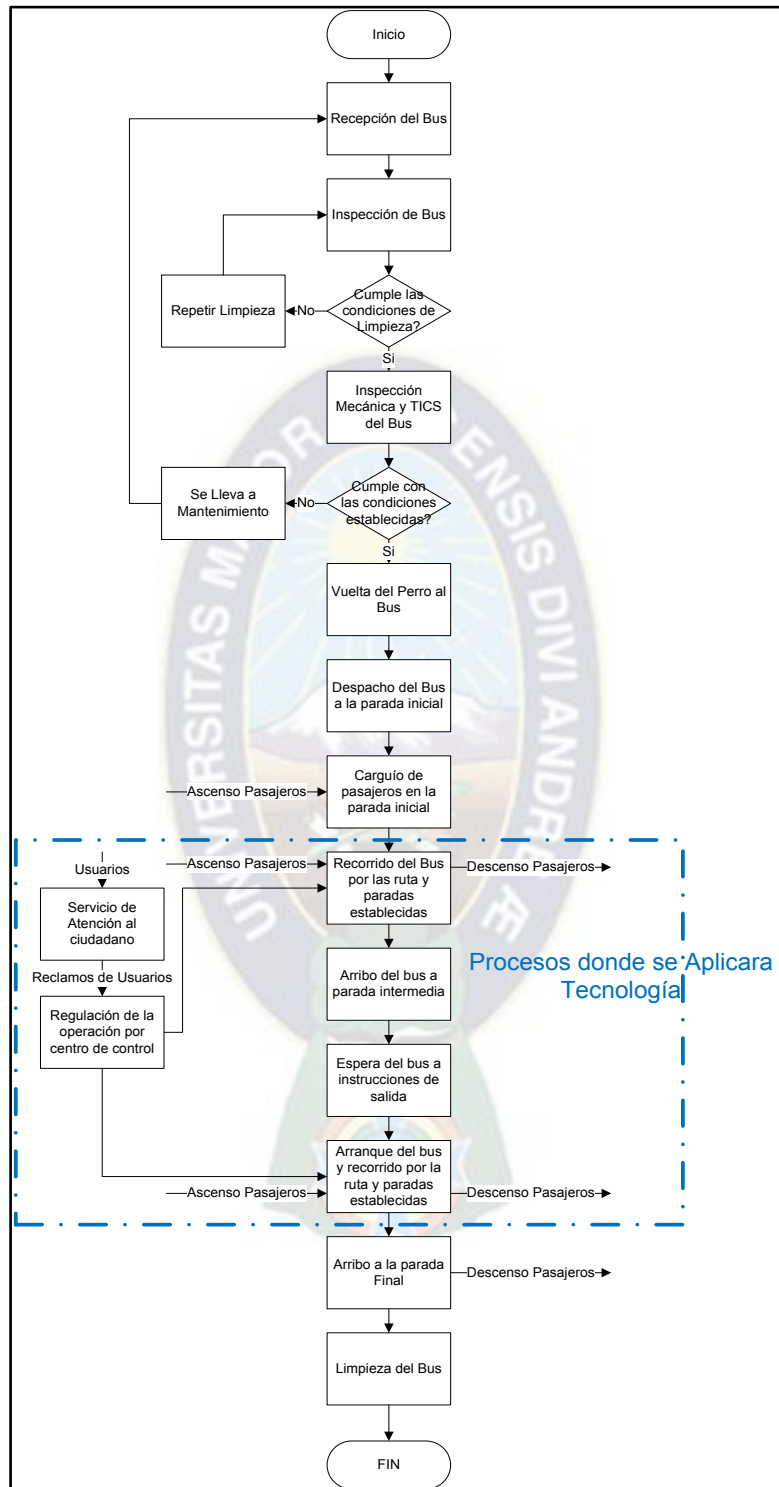 Inicio
Recepción del Bus
Inspección de Bus
Repetir Limpieza
No
Cumple las
condiciones de
Limpieza?
Si
Inspección
Mecánica y TICS
del Bus
Se Lleva a
Mantenimiento
No
Cumple con
las condiciones
establecidas?
Si
Vuelta del Perro al
Bus
Despacho del Bus
a la parada inicial
Ascenso Pasajeros
Carguío de
pasajeros en la
parada inicial
Usuarios
Ascenso Pasajeros
Recorrido del Bus
por las ruta y
paradas
establecidas
Descenso Pasajeros
Servicio de
Atención al
ciudadano
Reclamos de Usuarios
Arribo del bus a
parada intermedia
Procesos donde se Aplicara
Tecnología
Regulación de la
operación por
centro de control
Espera del bus a
instrucciones de
salida
Ascenso Pasajeros
Arranque del bus
y recorrido por la
ruta y paradas
establecidas
Descenso Pasajeros
Arribo a la parada
Final
Descenso Pasajeros
Limpieza del Bus
FIN